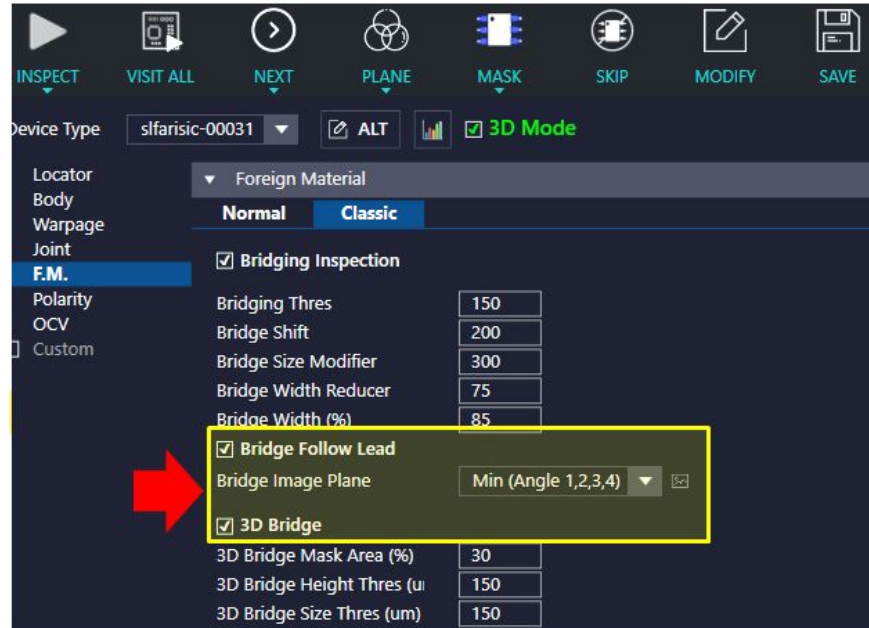 INSPECT VISIT ALL NEXT PLANE MASK SKIP MODIFY SAVE
Device Type slfarisic-00031 ALT 3D Mode
Locator
Body
Warpage
Joint
F.M.
Polarity
OCV
Custom
Foreign Material
Normal Classic
Bridging Inspection
Bridging Thres 150
Bridge Shift 200
Bridge Size Modifier 300
Bridge Width Reducer 75
Bridge Width (%) 85
Bridge Follow Lead
Bridge Image Plane Min (Angle 1,2,3,4)
3D Bridge
3D Bridge Mask Area (%) 30
3D Bridge Height Thres (u 150
3D Bridge Size Thres (um) 150